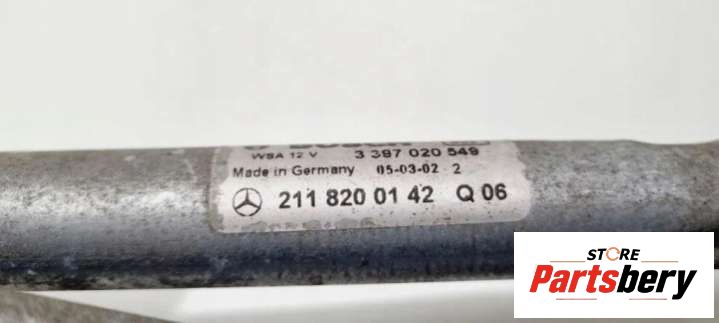 WSA 12 V 3 397 020 549
Made in Germany 05-03-02 2
211 820 01 42 Q 06
STORE
Partsbery